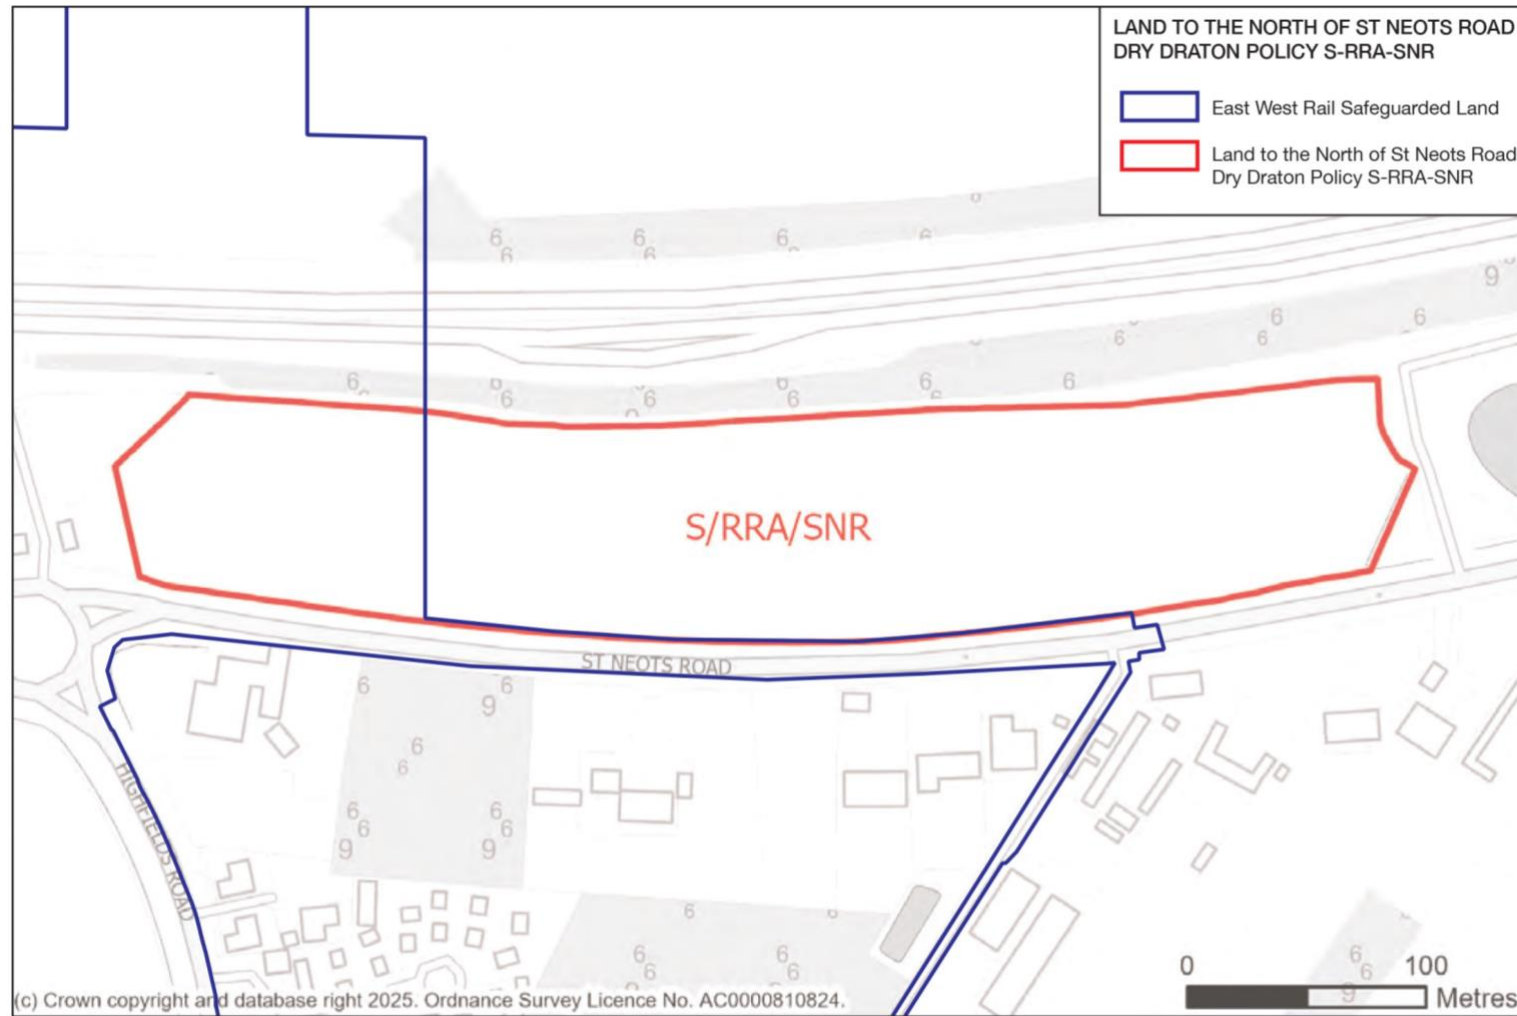 LAND TO THE NORTH OF ST NEOTS ROAD
DRY DRATON POLICY S-RRA-SNR
East West Rail Safeguarded Land
Land to the North of St Neots Road
Dry Draton Policy S-RRA-SNR
S/RRA/SNR
ST NEOTS ROAD
HIGHFIELDS ROAD
0 100
Metres
(c) Crown copyright and database right 2025. Ordnance Survey Licence No. AC0000810824.